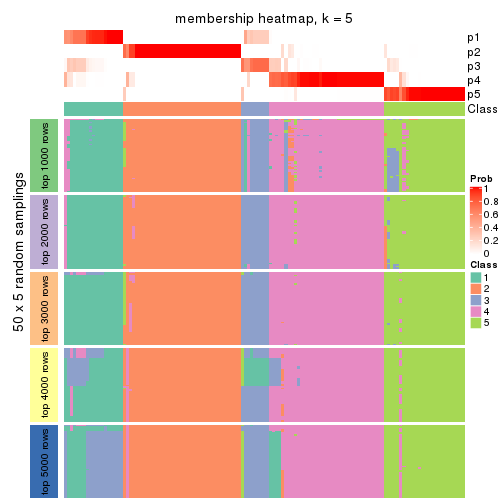 membership heatmap, k = 5
p1
p2
p3
p4
p5
Class
50 x 5 random samplings
top 1000 rows
top 2000 rows
top 3000 rows
top 4000 rows
top 5000 rows
Prob
1
0.8
0.6
0.4
0.2
0
Class
1
2
3
4
5